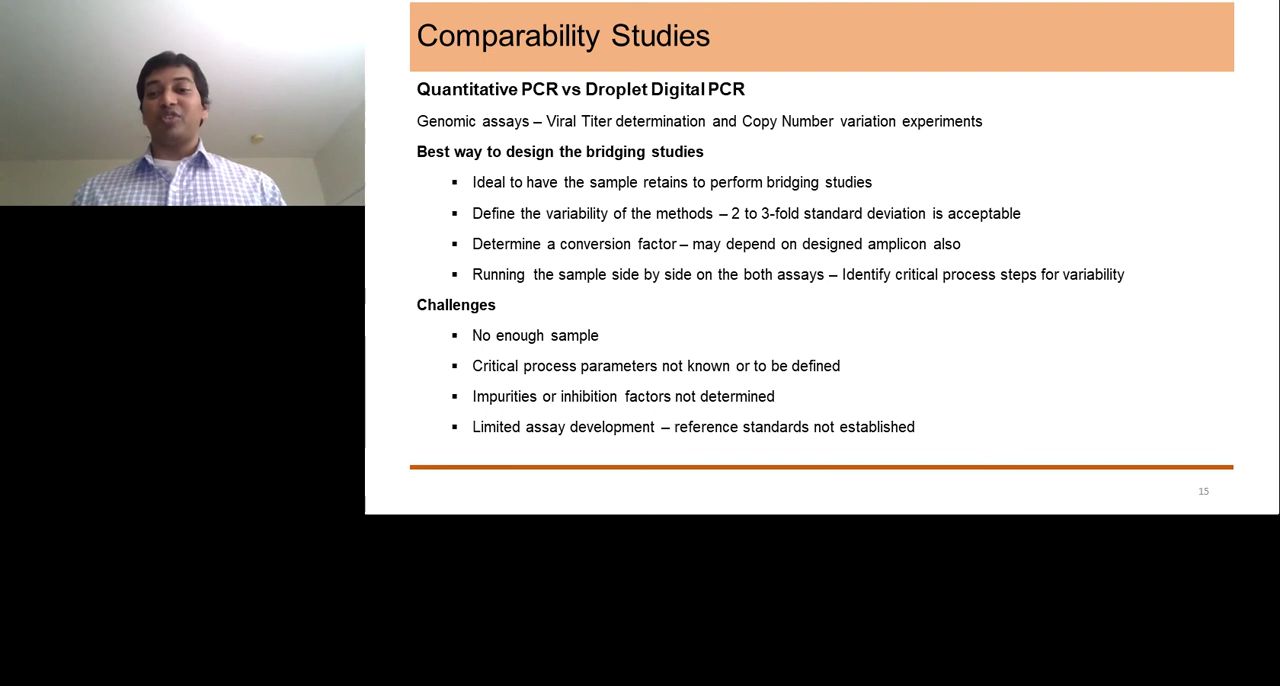 Comparability Studies
Quantitative PCR vs Droplet Digital PCR
Genomic assays – Viral Titer determination and Copy Number variation experiments
Best way to design the bridging studies
▪ Ideal to have the sample retains to perform bridging studies
▪ Define the variability of the methods – 2 to 3-fold standard deviation is acceptable
▪ Determine a conversion factor – may depend on designed amplicon also
▪ Running the sample side by side on the both assays – Identify critical process steps for variability
Challenges
▪ No enough sample
▪ Critical process parameters not known or to be defined
▪ Impurities or inhibition factors not determined
▪ Limited assay development – reference standards not established
15